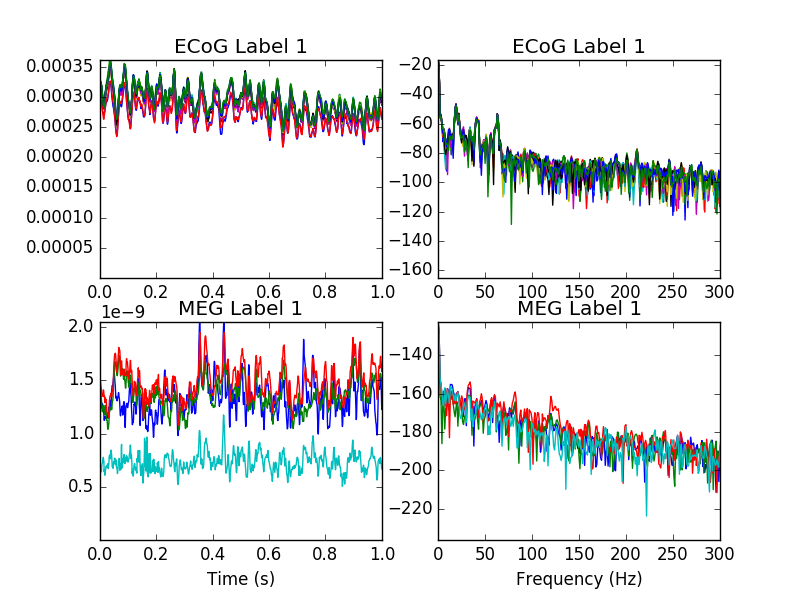 ECoG Label 1
0.00035
0.00030
0.00025
0.00020
0.00015
0.00010
0.00005
0.0 0.2 0.4 0.6 0.8 1.0
ECoG Label 1
−20
−40
−60
−80
−100
−120
−140
−160
0 50 100 150 200 250 300
1e−9
MEG Label 1
2.0
1.5
1.0
0.5
0.0 0.2 0.4 0.6 0.8 1.0
Time (s)
MEG Label 1
−140
−160
−180
−200
−220
0 50 100 150 200 250 300
Frequency (Hz)